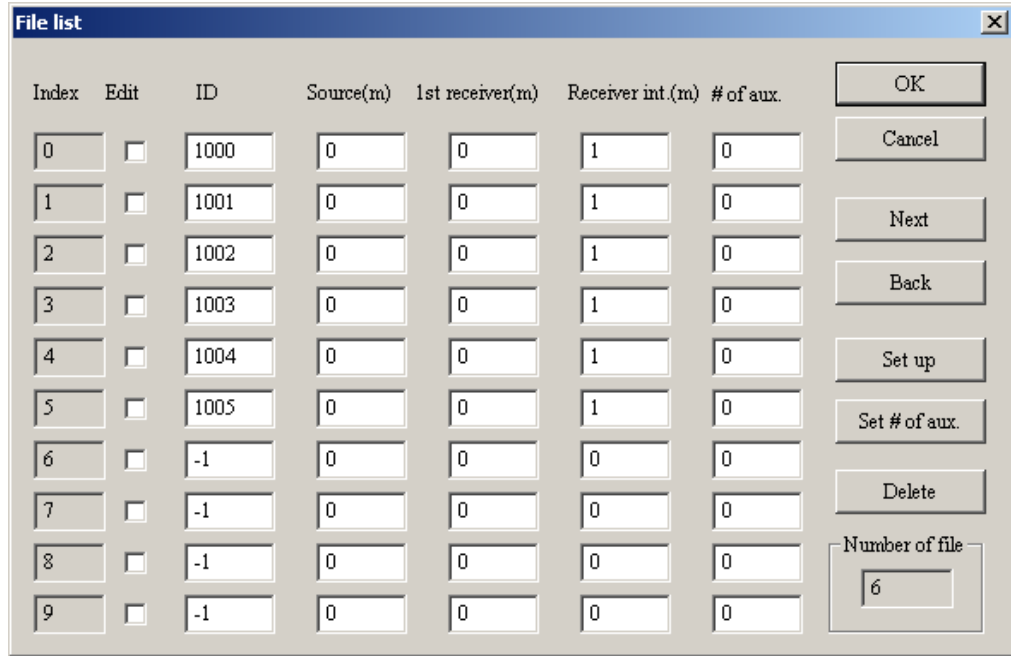 File list
Index Edit ID Source(m) 1st receiver(m) Receiver int.(m) # of aux. OK
0 1000 0 0 1 0 Cancel
1 1001 0 0 1 0 Next
2 1002 0 0 1 0
3 1003 0 0 1 0 Back
4 1004 0 0 1 0 Set up
5 1005 0 0 1 0 Set # of aux.
6 -1 0 0 0 0
7 -1 0 0 0 0 Delete
Number of file
8 -1 0 0 0 0 6
9 -1 0 0 0 0